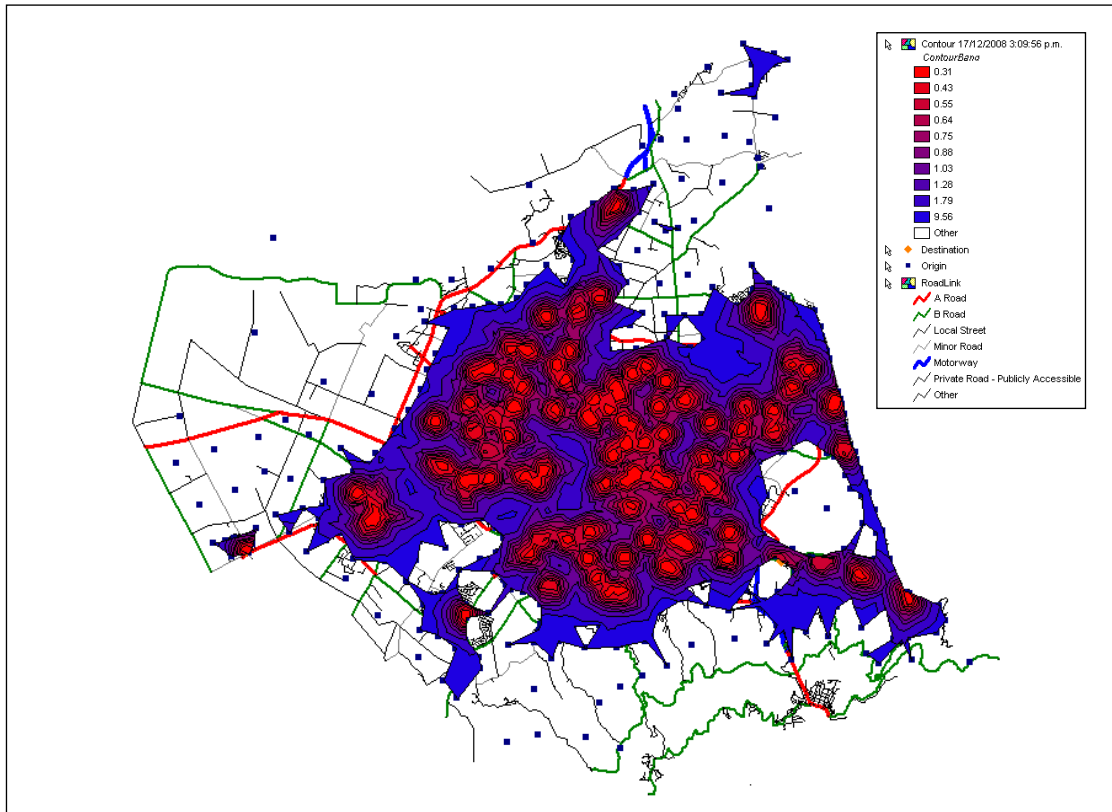 Contour 17/12/2008 3:09:56 p.m.
ContourBand
0.31
0.43
0.55
0.64
0.75
0.88
1.03
1.28
1.79
9.56
Other
Destination
Origin
RoadLink
A Road
B Road
Local Street
Minor Road
Motorway
Private Road - Publicly Accessible
Other